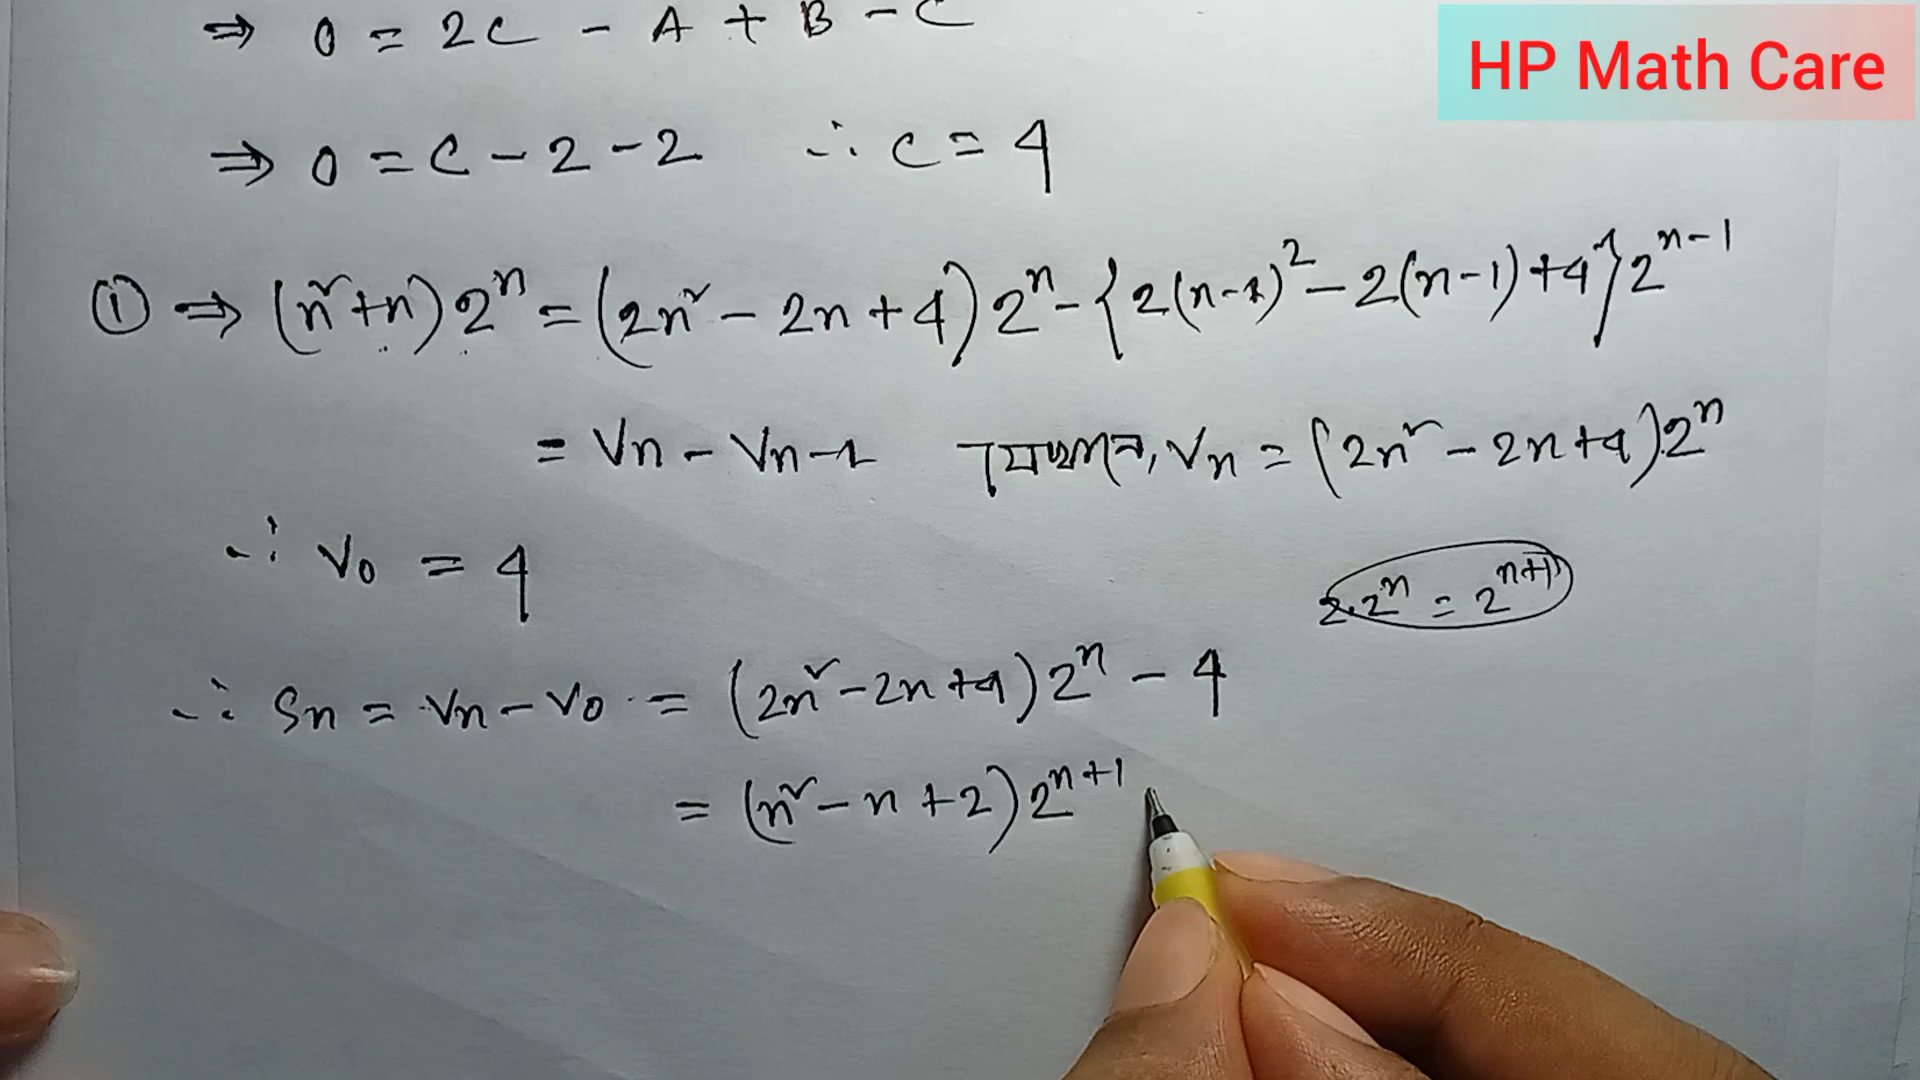 ⇒ 0 = 2C - A + B - C
HP Math Care
⇒ 0 = C - 2 - 2 ∴ C = 4
① ⇒ (n² + n) 2ⁿ = (2n² - 2n + 4) 2ⁿ - {2(n-1)² - 2(n-1) + 4} 2ⁿ⁻¹
= Vn - Vn-1 যেখানে, Vn = (2n² - 2n + 4) 2ⁿ
∴ V₀ = 4
2·2ⁿ = 2ⁿ⁺¹
∴ Sn = Vn - V₀ = (2n² - 2n + 4) 2ⁿ - 4
= (n² - n + 2) 2ⁿ⁺¹